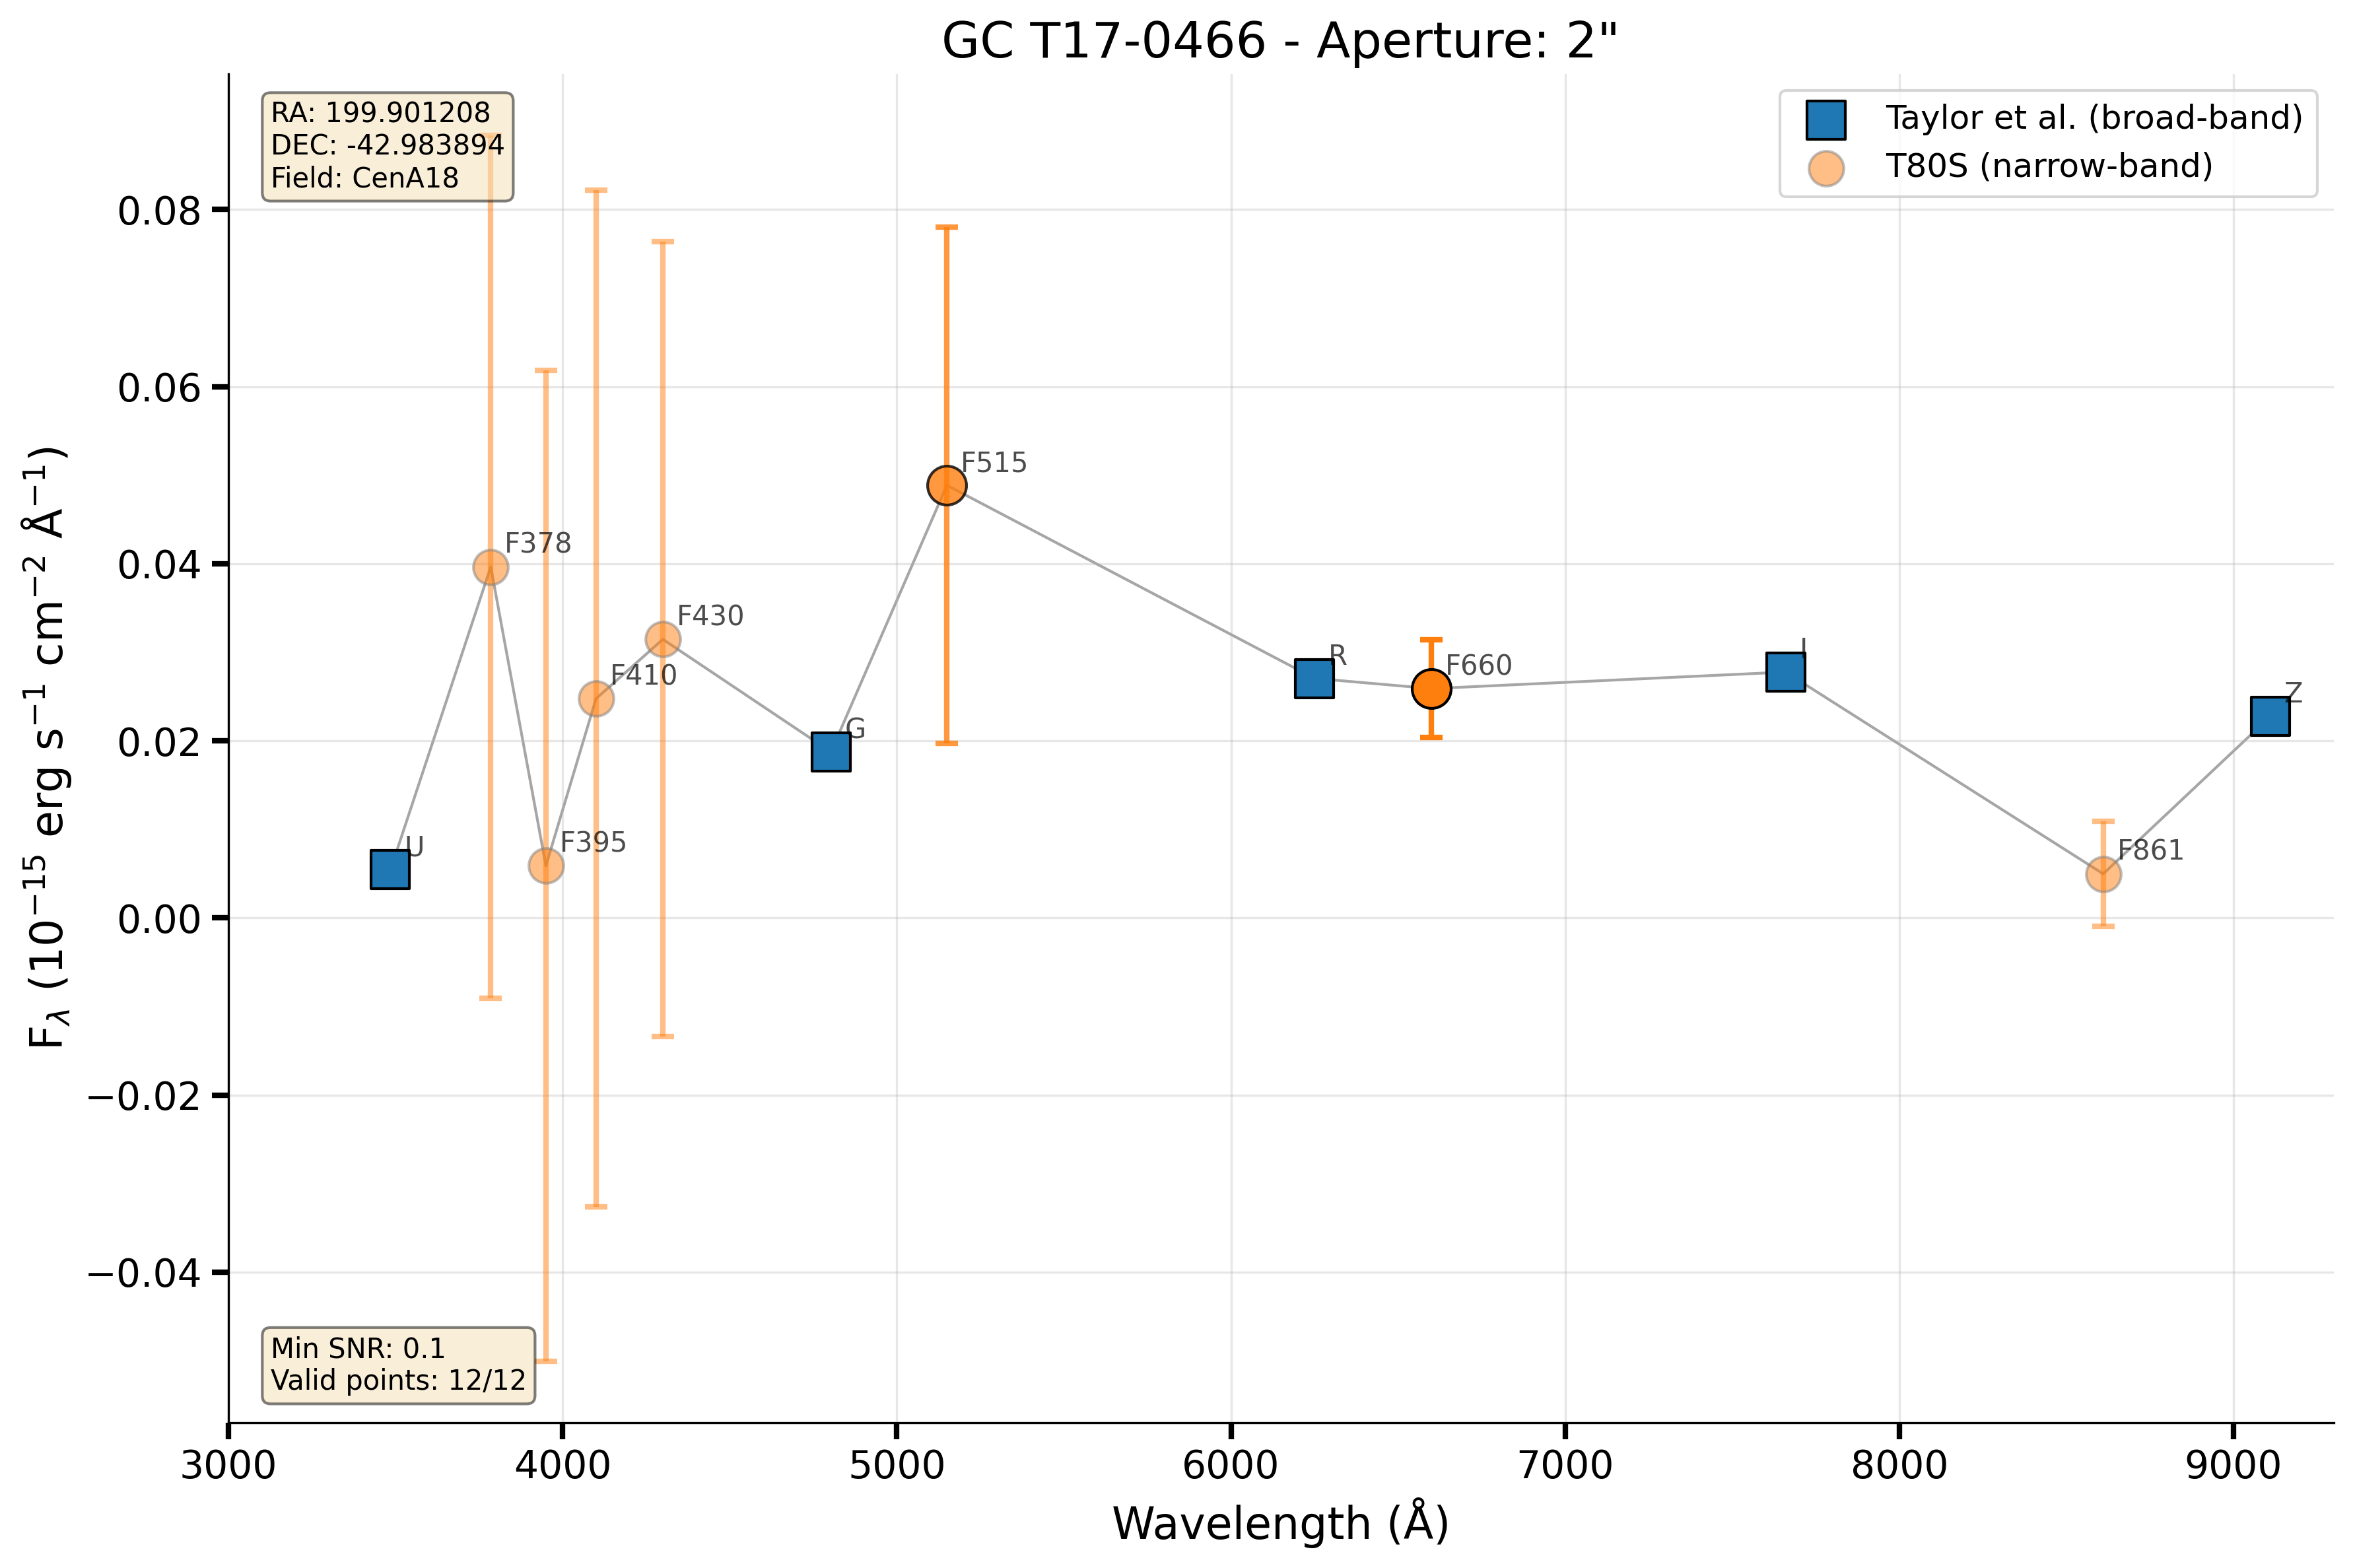 GC T17-0466 - Aperture: 2"
RA: 199.901208
DEC: -42.983894
Field: CenA18
Taylor et al. (broad-band)
T80S (narrow-band)
0.08
0.06
0.04
0.02
0.00
−0.02
−0.04
F_λ (10⁻¹⁵ erg s⁻¹ cm⁻² Å⁻¹)
U
F378
F395
F410
F430
G
F515
R
F660
I
F861
Z
Min SNR: 0.1
Valid points: 12/12
3000 4000 5000 6000 7000 8000 9000
Wavelength (Å)